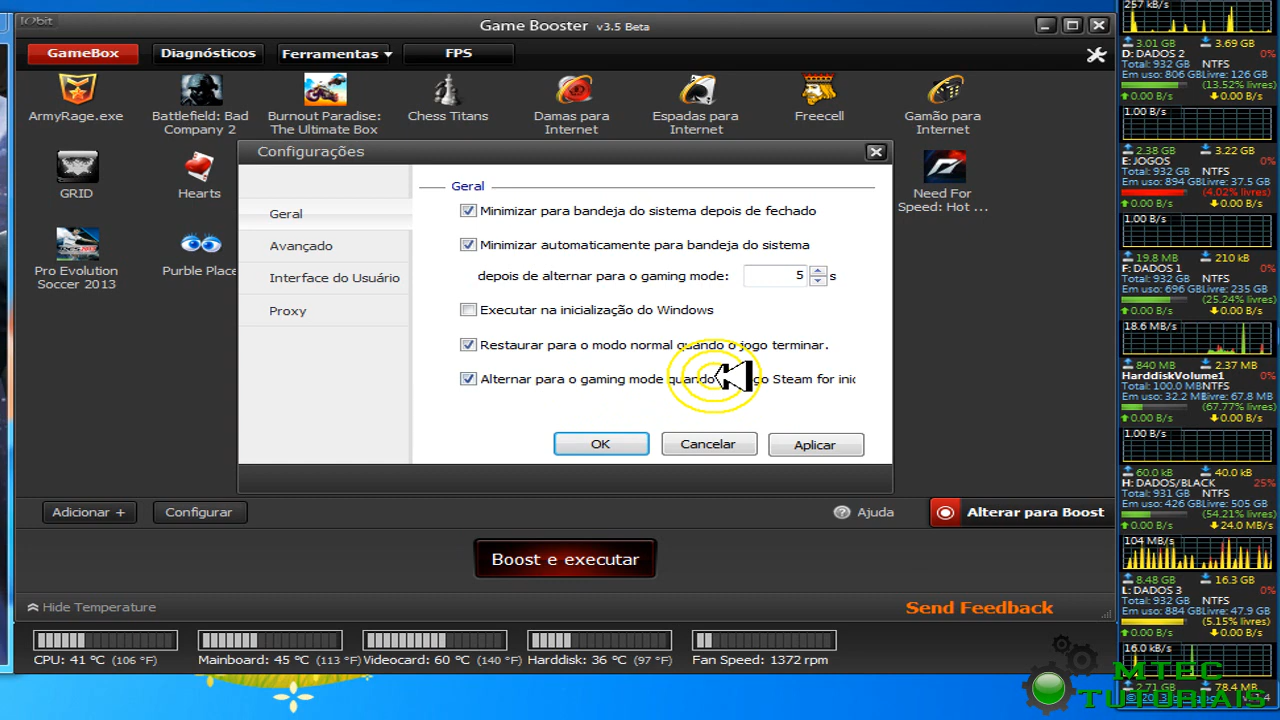 IObit
Game Booster v3.5 Beta
GameBox Diagnósticos Ferramentas FPS
ArmyRage.exe
Battlefield: Bad
Company 2
Burnout Paradise:
The Ultimate Box
Chess Titans
Damas para
Internet
Espadas para
Internet
Freecell
Gamão para
Internet
GRID
Hearts
Need For
Speed: Hot ...
Pro Evolution
Soccer 2013
Purble Place
Configurações
Geral
Avançado
Interface do Usuário
Proxy
Geral
Minimizar para bandeja do sistema depois de fechado
Minimizar automaticamente para bandeja do sistema
depois de alternar para o gaming mode: 5 s
Executar na inicialização do Windows
Restaurar para o modo normal quando o jogo terminar.
Alternar para o gaming mode quando Steam for inic
OK Cancelar Aplicar
Adicionar + Configurar Ajuda Alterar para Boost
Boost e executar
Hide Temperature
Send Feedback
CPU: 41 ºC (106 °F)
Mainboard: 45 ºC (113 °F)
Videocard: 60 ºC (140 °F)
Harddisk: 36 ºC (97 °F)
Fan Speed: 1372 rpm
257 kB/s
3.01 GB 3.69 GB
D: DADOS 2 0%
Total: 932 GB NTFS
Em uso: 806 GB Livre: 126 GB
(13.52% livres)
0.00 B/s 0.00 B/s
1.00 B/s
2.38 GB 3.22 GB
E: JOGOS 0%
Total: 932 GB NTFS
Em uso: 894 GB Livre: 37.5 GB
(4.02% livres)
0.00 B/s 0.00 B/s
1.00 B/s
19.8 MB 210 kB
F: DADOS 1 0%
Total: 932 GB NTFS
Em uso: 696 GB Livre: 235 GB
(25.24% livres)
0.00 B/s 0.00 B/s
18.6 MB/s
840 MB 2.37 MB
HarddiskVolume1 0%
Total: 100.0 MB NTFS
Em uso: 32.2 MB Livre: 67.8 MB
(67.77% livres)
0.00 B/s 0.00 B/s
1.00 B/s
60.0 kB 40.0 kB
H: DADOS/BLACK 25%
Total: 931 GB NTFS
Em uso: 426 GB Livre: 505 GB
(54.21% livres)
0.00 B/s 24.0 MB/s
104 MB/s
8.48 GB 16.3 GB
L: DADOS 3 0%
Total: 932 GB NTFS
Em uso: 884 GB Livre: 47.9 GB
(5.15% livres)
0.00 B/s 0.00 B/s
16.0 kB/s
2.71 GB 78.4 MB
MTEC
TUTORIAIS